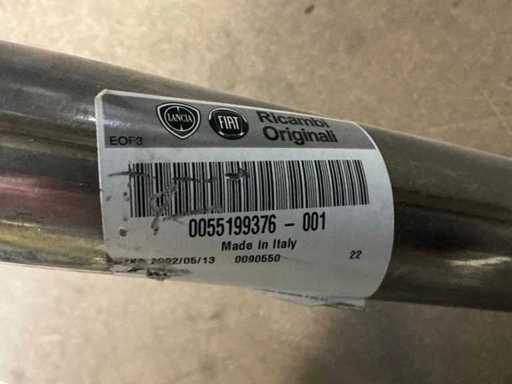 LANCIA FIAT Ricambi
Originali
EOF3
0055199376 - 001
Made in Italy
2002/05/13 0090550 22